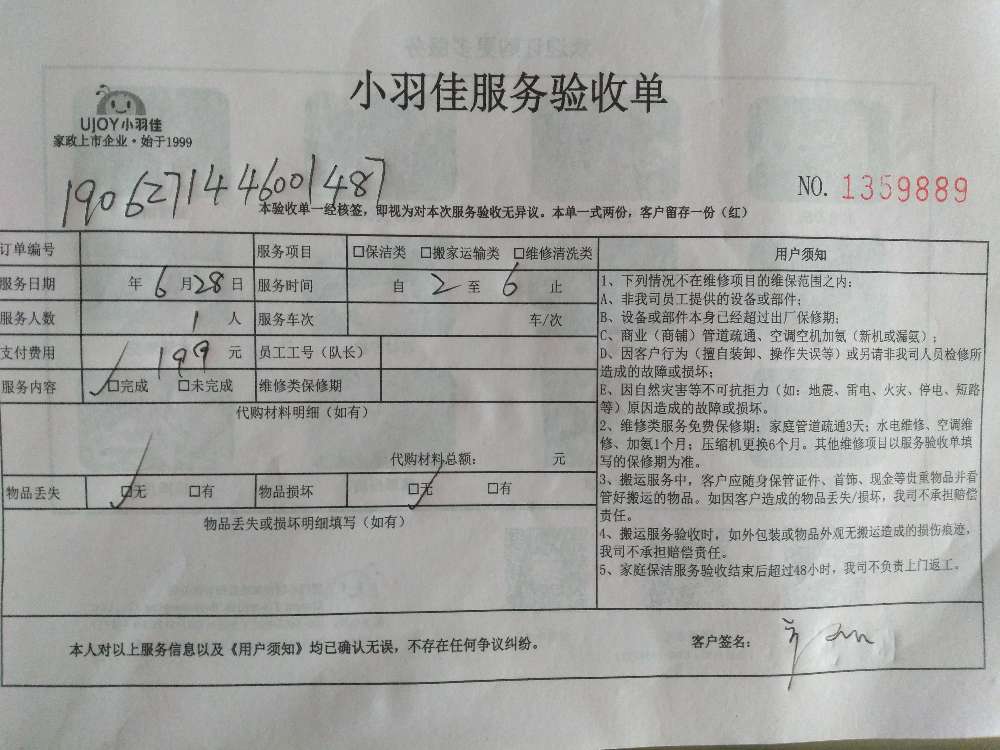 小羽佳服务验收单
UJOY小羽佳
家政上市企业·始于1999
1906271446001487
NO. 1359889
本验收单一经核签，即视为对本次服务验收无异议。本单一式两份，客户留存一份（红）
订单编号 服务项目 □保洁类 □搬家运输类 □维修清洗类
服务日期 年 6 月 28 日 服务时间 自 2 至 6 止
服务人数 1 人 服务车次 车/次
支付费用 199 元 员工工号（队长）
服务内容 □完成 □未完成 维修类保修期
代购材料明细（如有）
代购材料总额： 元
物品丢失 □无 □有 物品损坏 □无 □有
物品丢失或损坏明细填写（如有）
用户须知
1、下列情况不在维修项目的维保范围之内：
A、非我司员工提供的设备或部件；
B、设备或部件本身已经超过出厂保修期；
C、商业（商铺）管道疏通、空调空机加氨（新机或漏氨）；
D、因客户行为（擅自装卸、操作失误等）或另请非我司人员检修所
造成的故障或损坏；
E、因自然灾害等不可抗拒力（如：地震、雷电、火灾、停电、短路
等）原因造成的故障或损坏。
2、维修类服务免费保修期：家庭管道疏通3天；水电维修、空调维
修、加氨1个月；压缩机更换6个月。其他维修项目以服务验收单填
写的保修期为准。
3、搬运服务中，客户应随身保管证件、首饰、现金等贵重物品并看
管好搬运的物品。如因客户造成的物品丢失/损坏，我司不承担赔偿
责任。
4、搬运服务验收时，如外包装或物品外观无搬运造成的损伤痕迹，
我司不承担赔偿责任。
5、家庭保洁服务验收结束后超过48小时，我司不负责上门返工。
本人对以上服务信息以及《用户须知》均已确认无误，不存在任何争议纠纷。
客户签名：